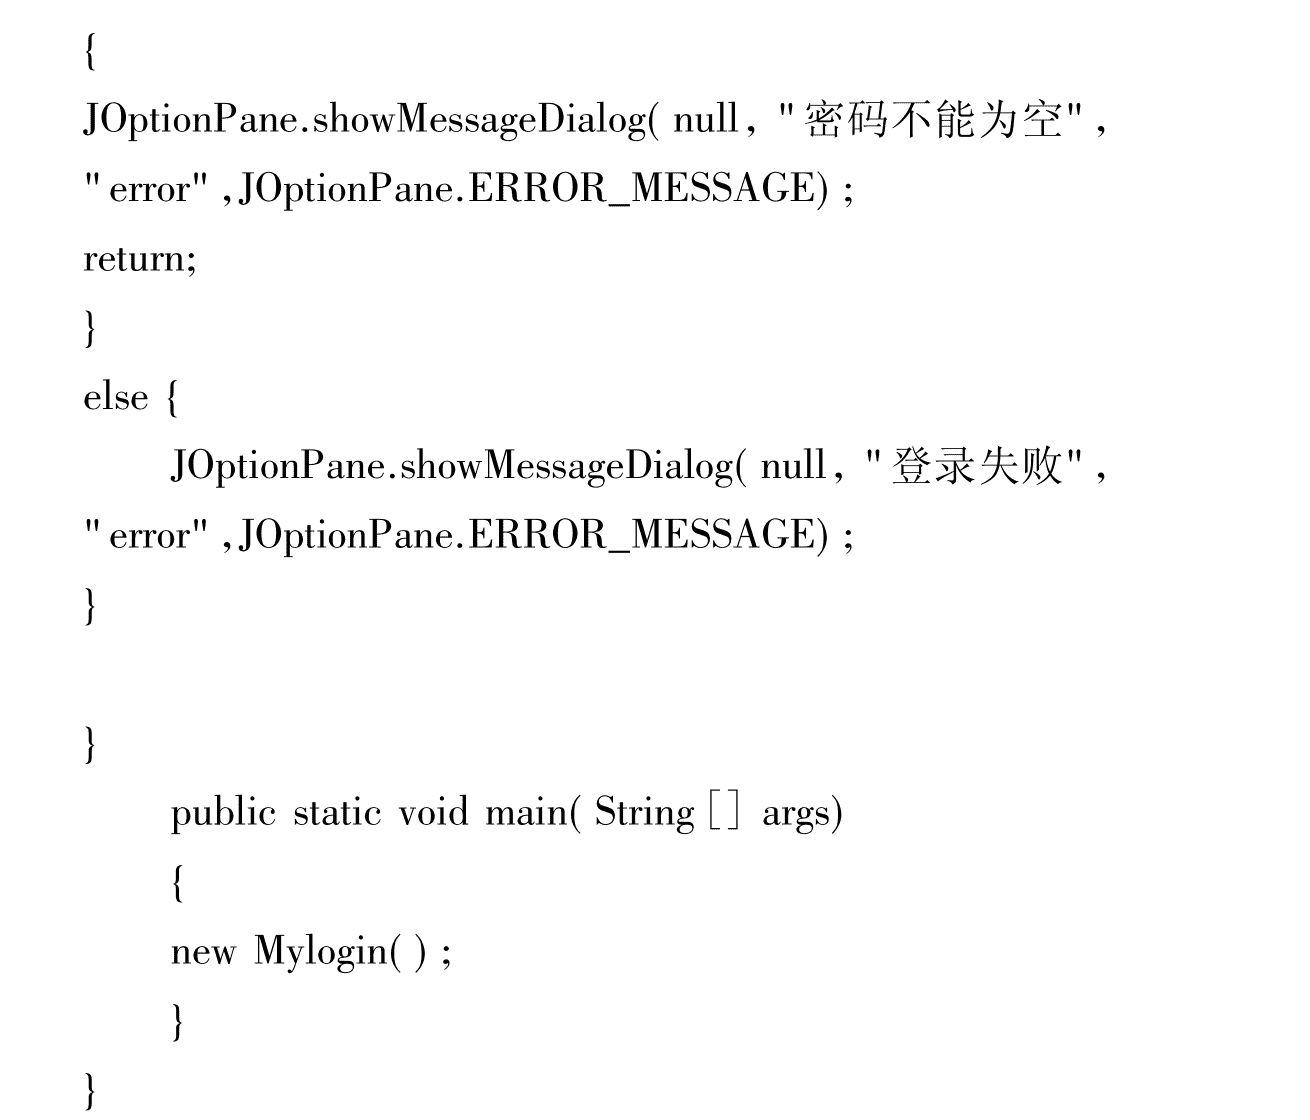 {
JOptionPane.showMessageDialog( null, "密码不能为空",
"error",JOptionPane.ERROR_MESSAGE) ;
return;
}
else {
JOptionPane.showMessageDialog( null, "登录失败",
"error",JOptionPane.ERROR_MESSAGE) ;
}
}
public static void main( String [ ] args)
{
new Mylogin( ) ;
}
}